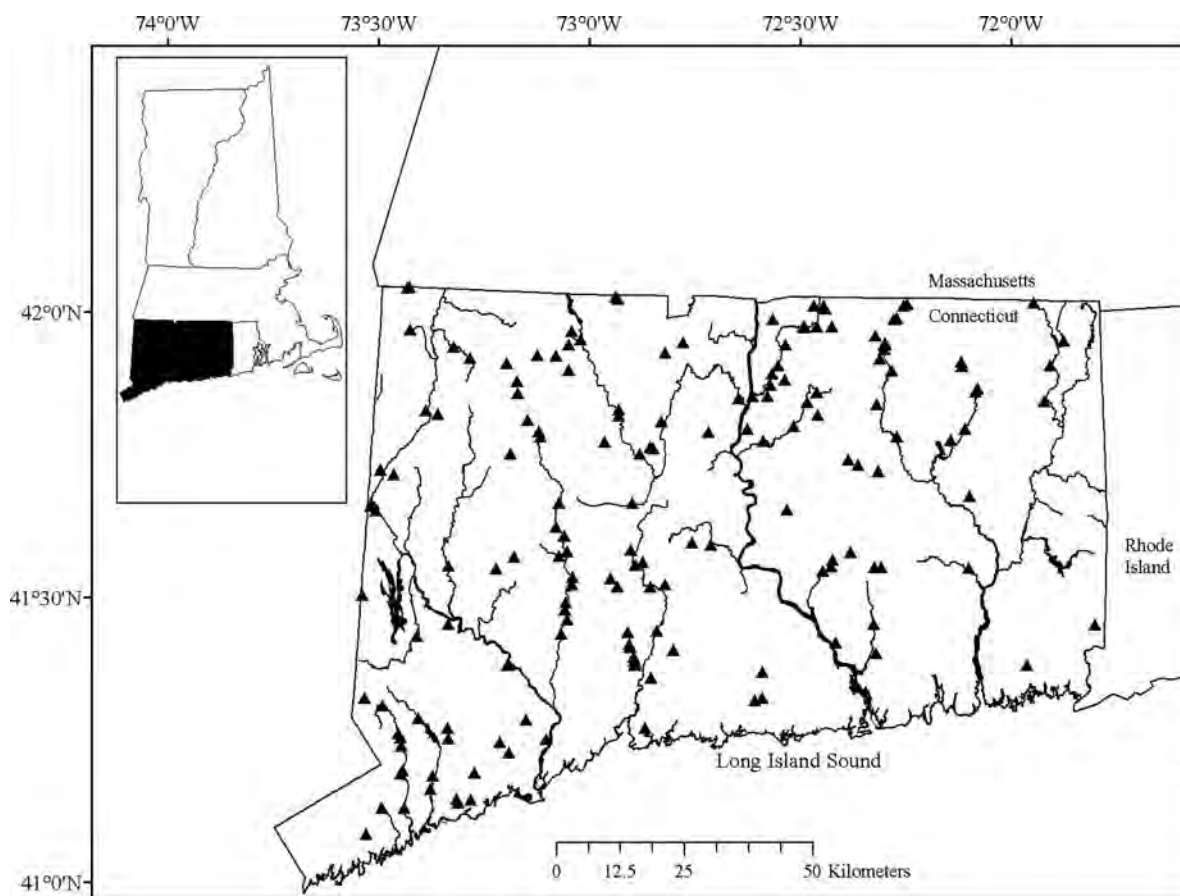 74°0'W 73°30'W 73°0'W 72°30'W 72°0'W
Massachusetts
42°0'N
Connecticut
Rhode
Island
41°30'N
Long Island Sound
0 12.5 25 50 Kilometers
41°0'N